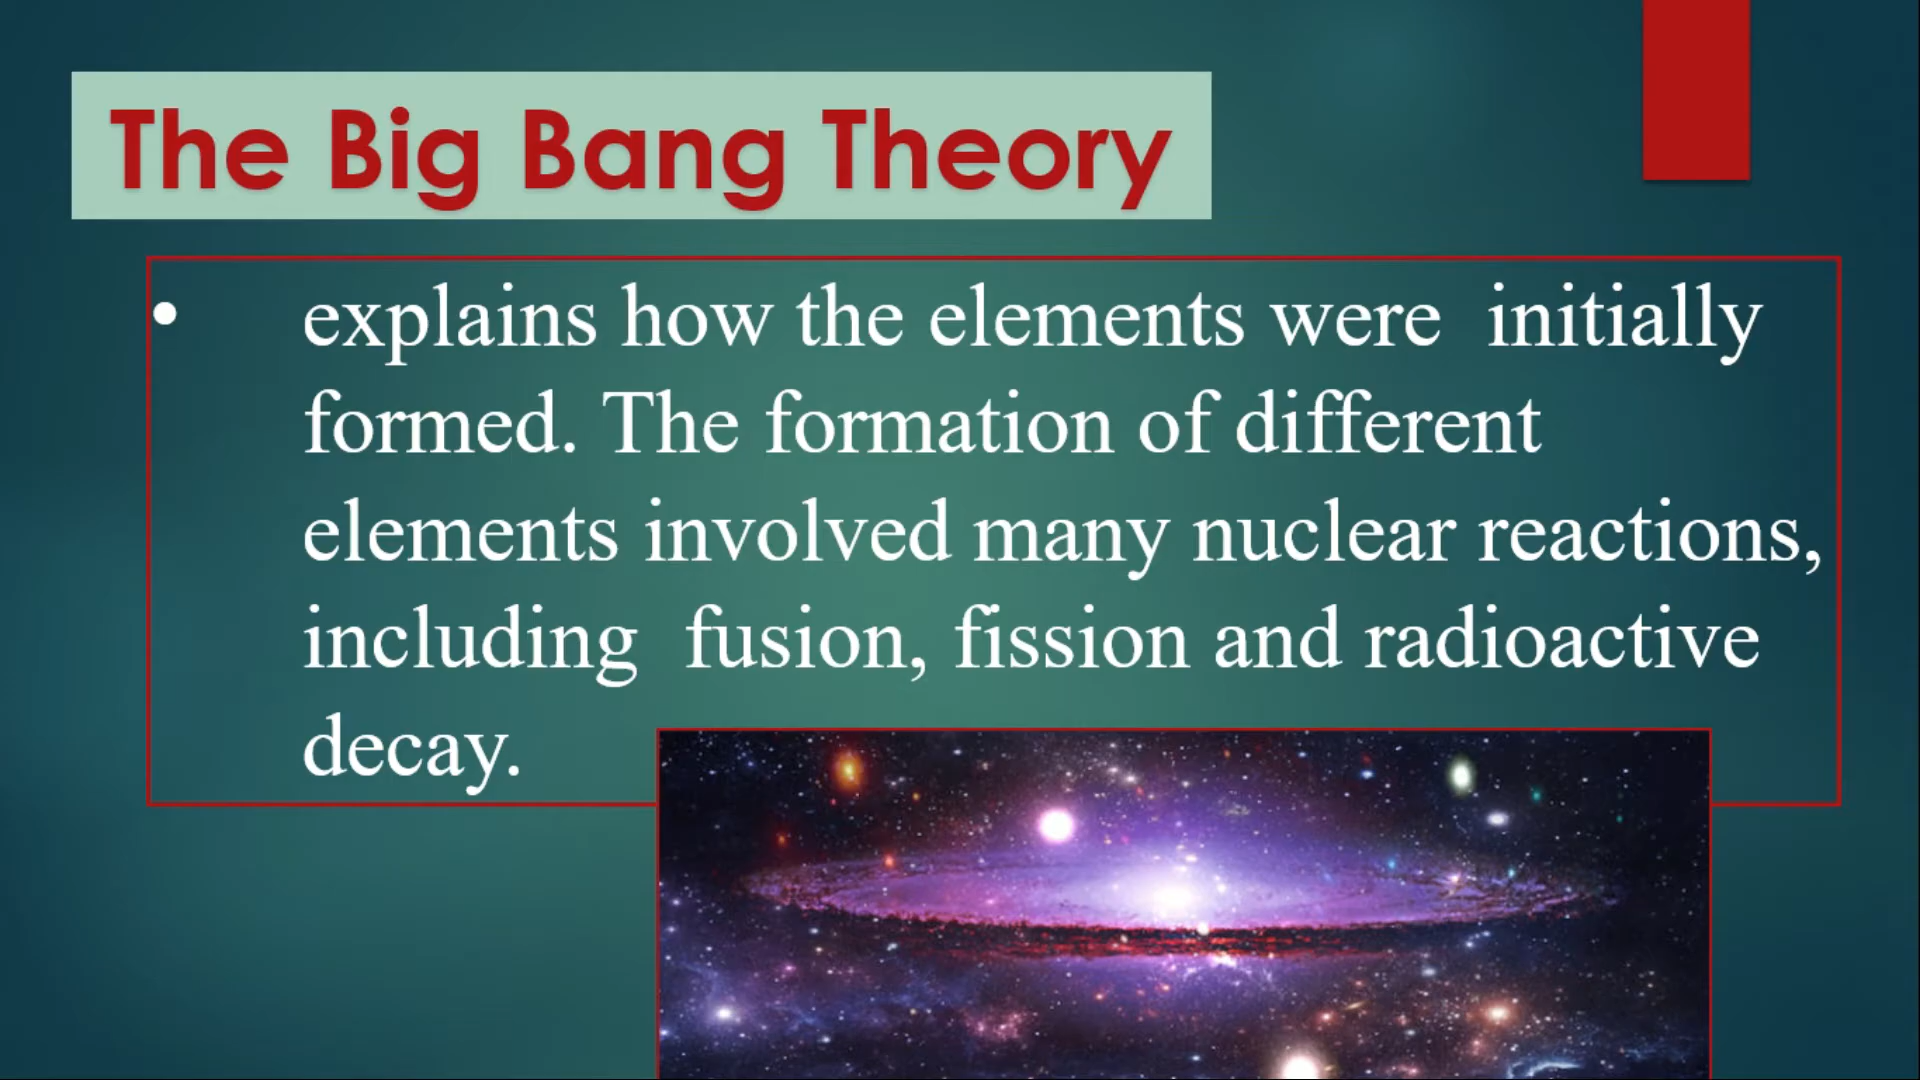 The Big Bang Theory
• explains how the elements were initially
formed. The formation of different
elements involved many nuclear reactions,
including fusion, fission and radioactive
decay.